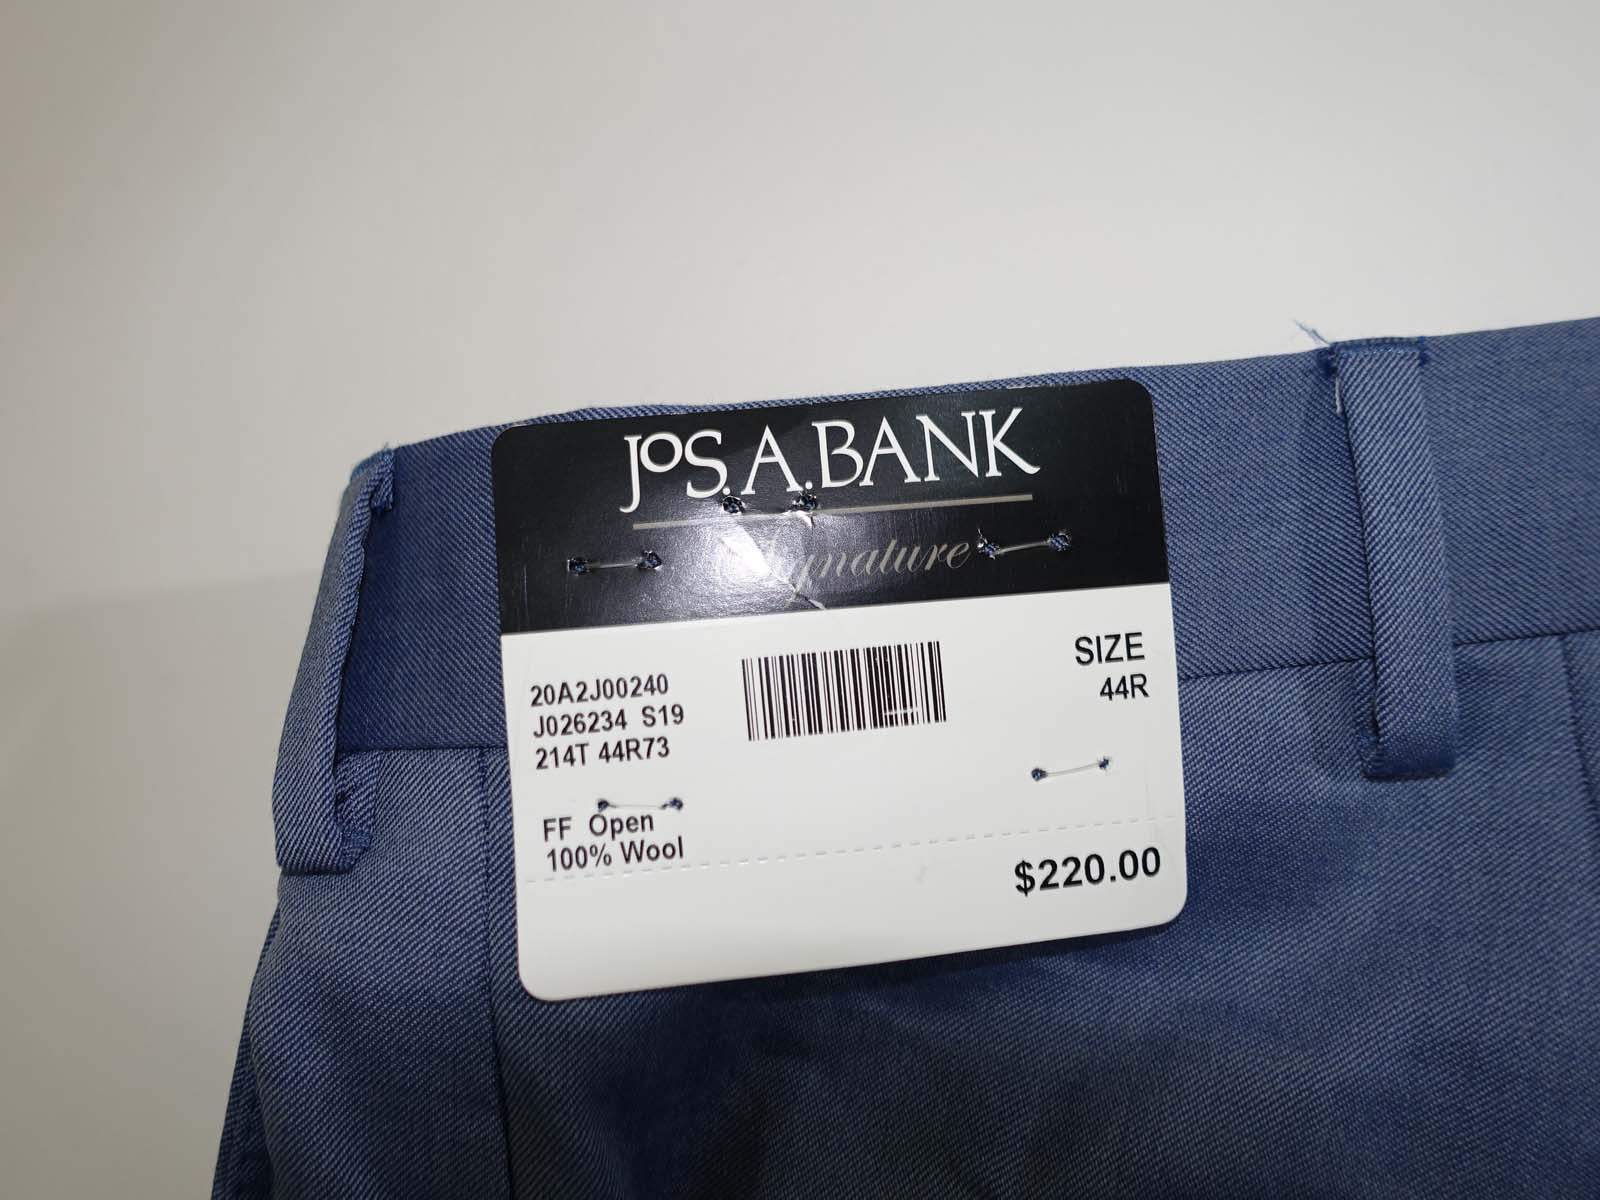 JOS. A. BANK
Signature
20A2J00240
J026234 S19
214T 44R73
SIZE
44R
FF Open
100% Wool
$220.00